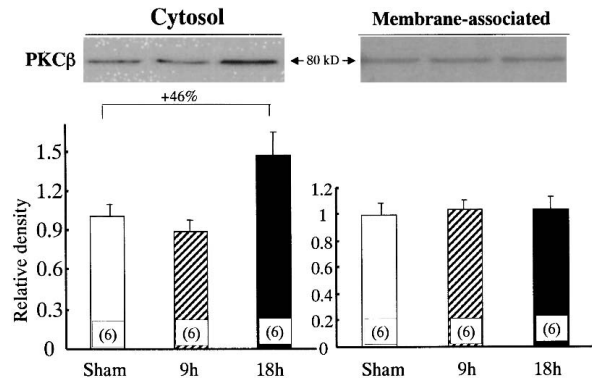 Cytosol
Membrane-associated
PKCβ
80 kD
+46%
Relative density
1.5
1.2
0.9
0.3
0
(6)
(6)
(6)
Sham
9h
18h
1.2
1
0.8
0.6
0.4
0.2
0
(6)
(6)
(6)
Sham
9h
18h